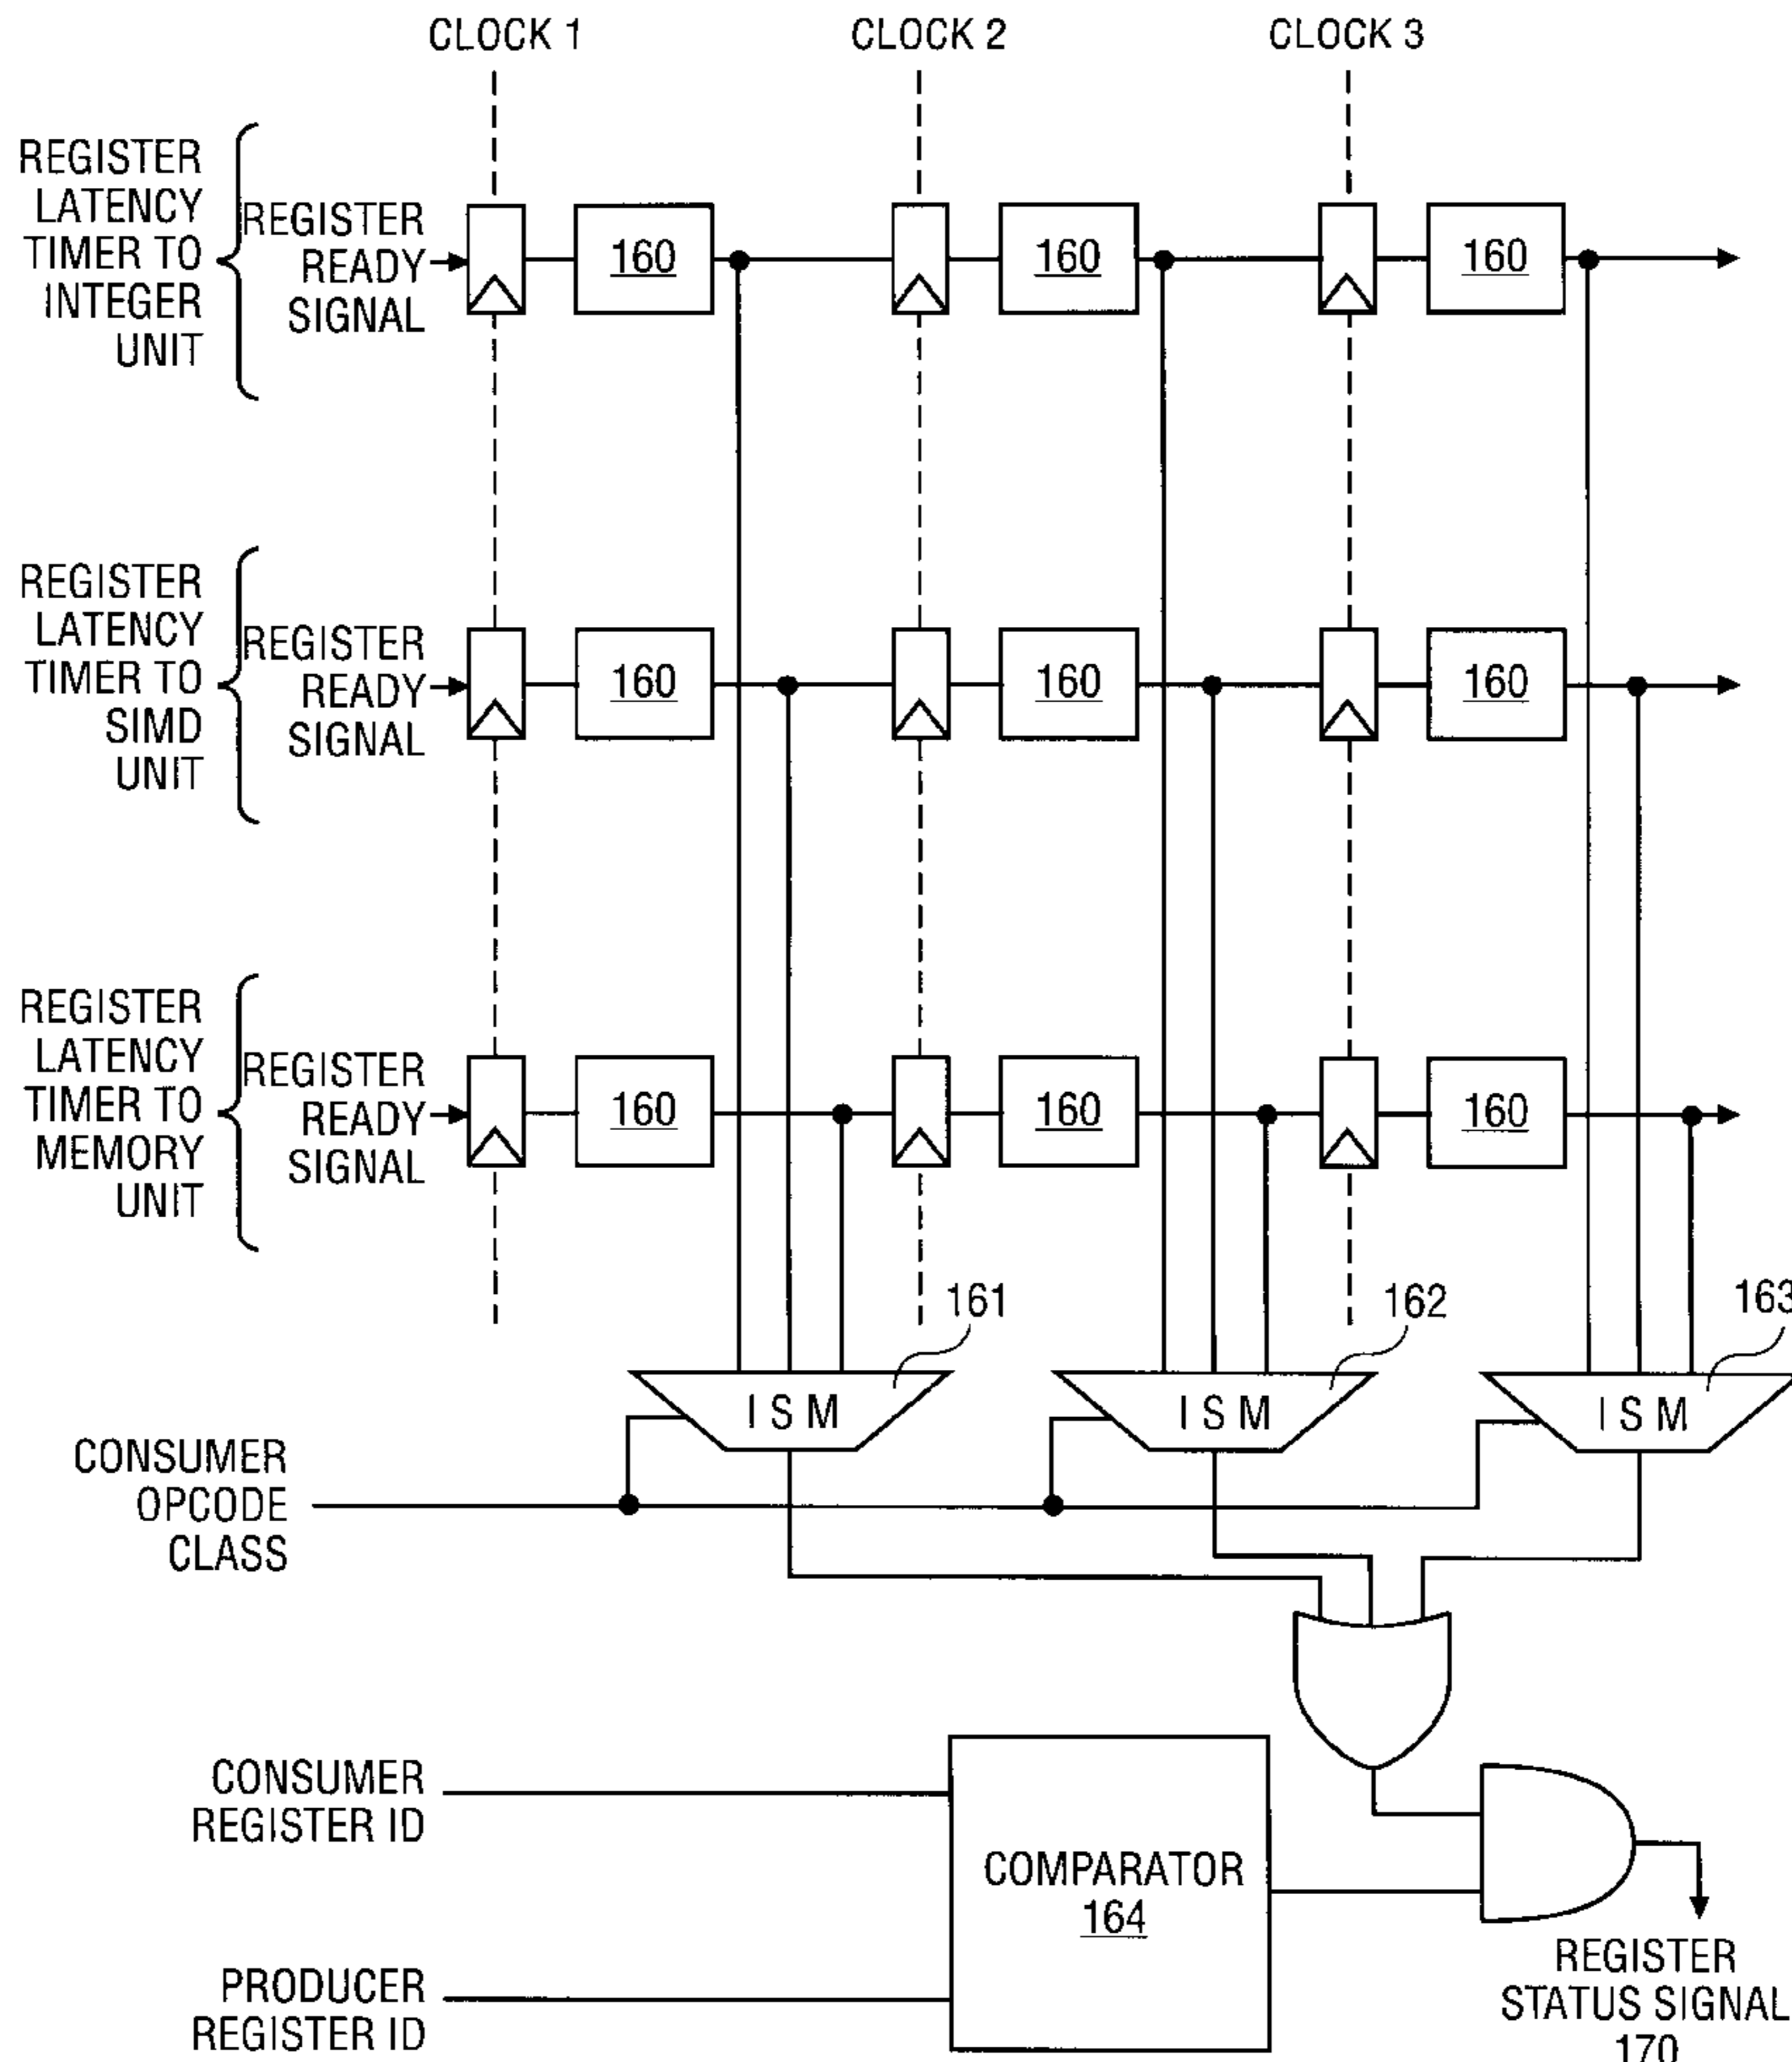 CLOCK 1
CLOCK 2
CLOCK 3
REGISTER
LATENCY
TIMER TO
INTEGER
UNIT
REGISTER
READY
SIGNAL
160
160
160
REGISTER
LATENCY
TIMER TO
SIMD
UNIT
REGISTER
READY
SIGNAL
160
160
160
REGISTER
LATENCY
TIMER TO
MEMORY
UNIT
REGISTER
READY
SIGNAL
160
160
160
161
162
163
I S M
I S M
I S M
CONSUMER
OPCODE
CLASS
CONSUMER
REGISTER ID
COMPARATOR
164
PRODUCER
REGISTER ID
REGISTER
STATUS SIGNAL
170